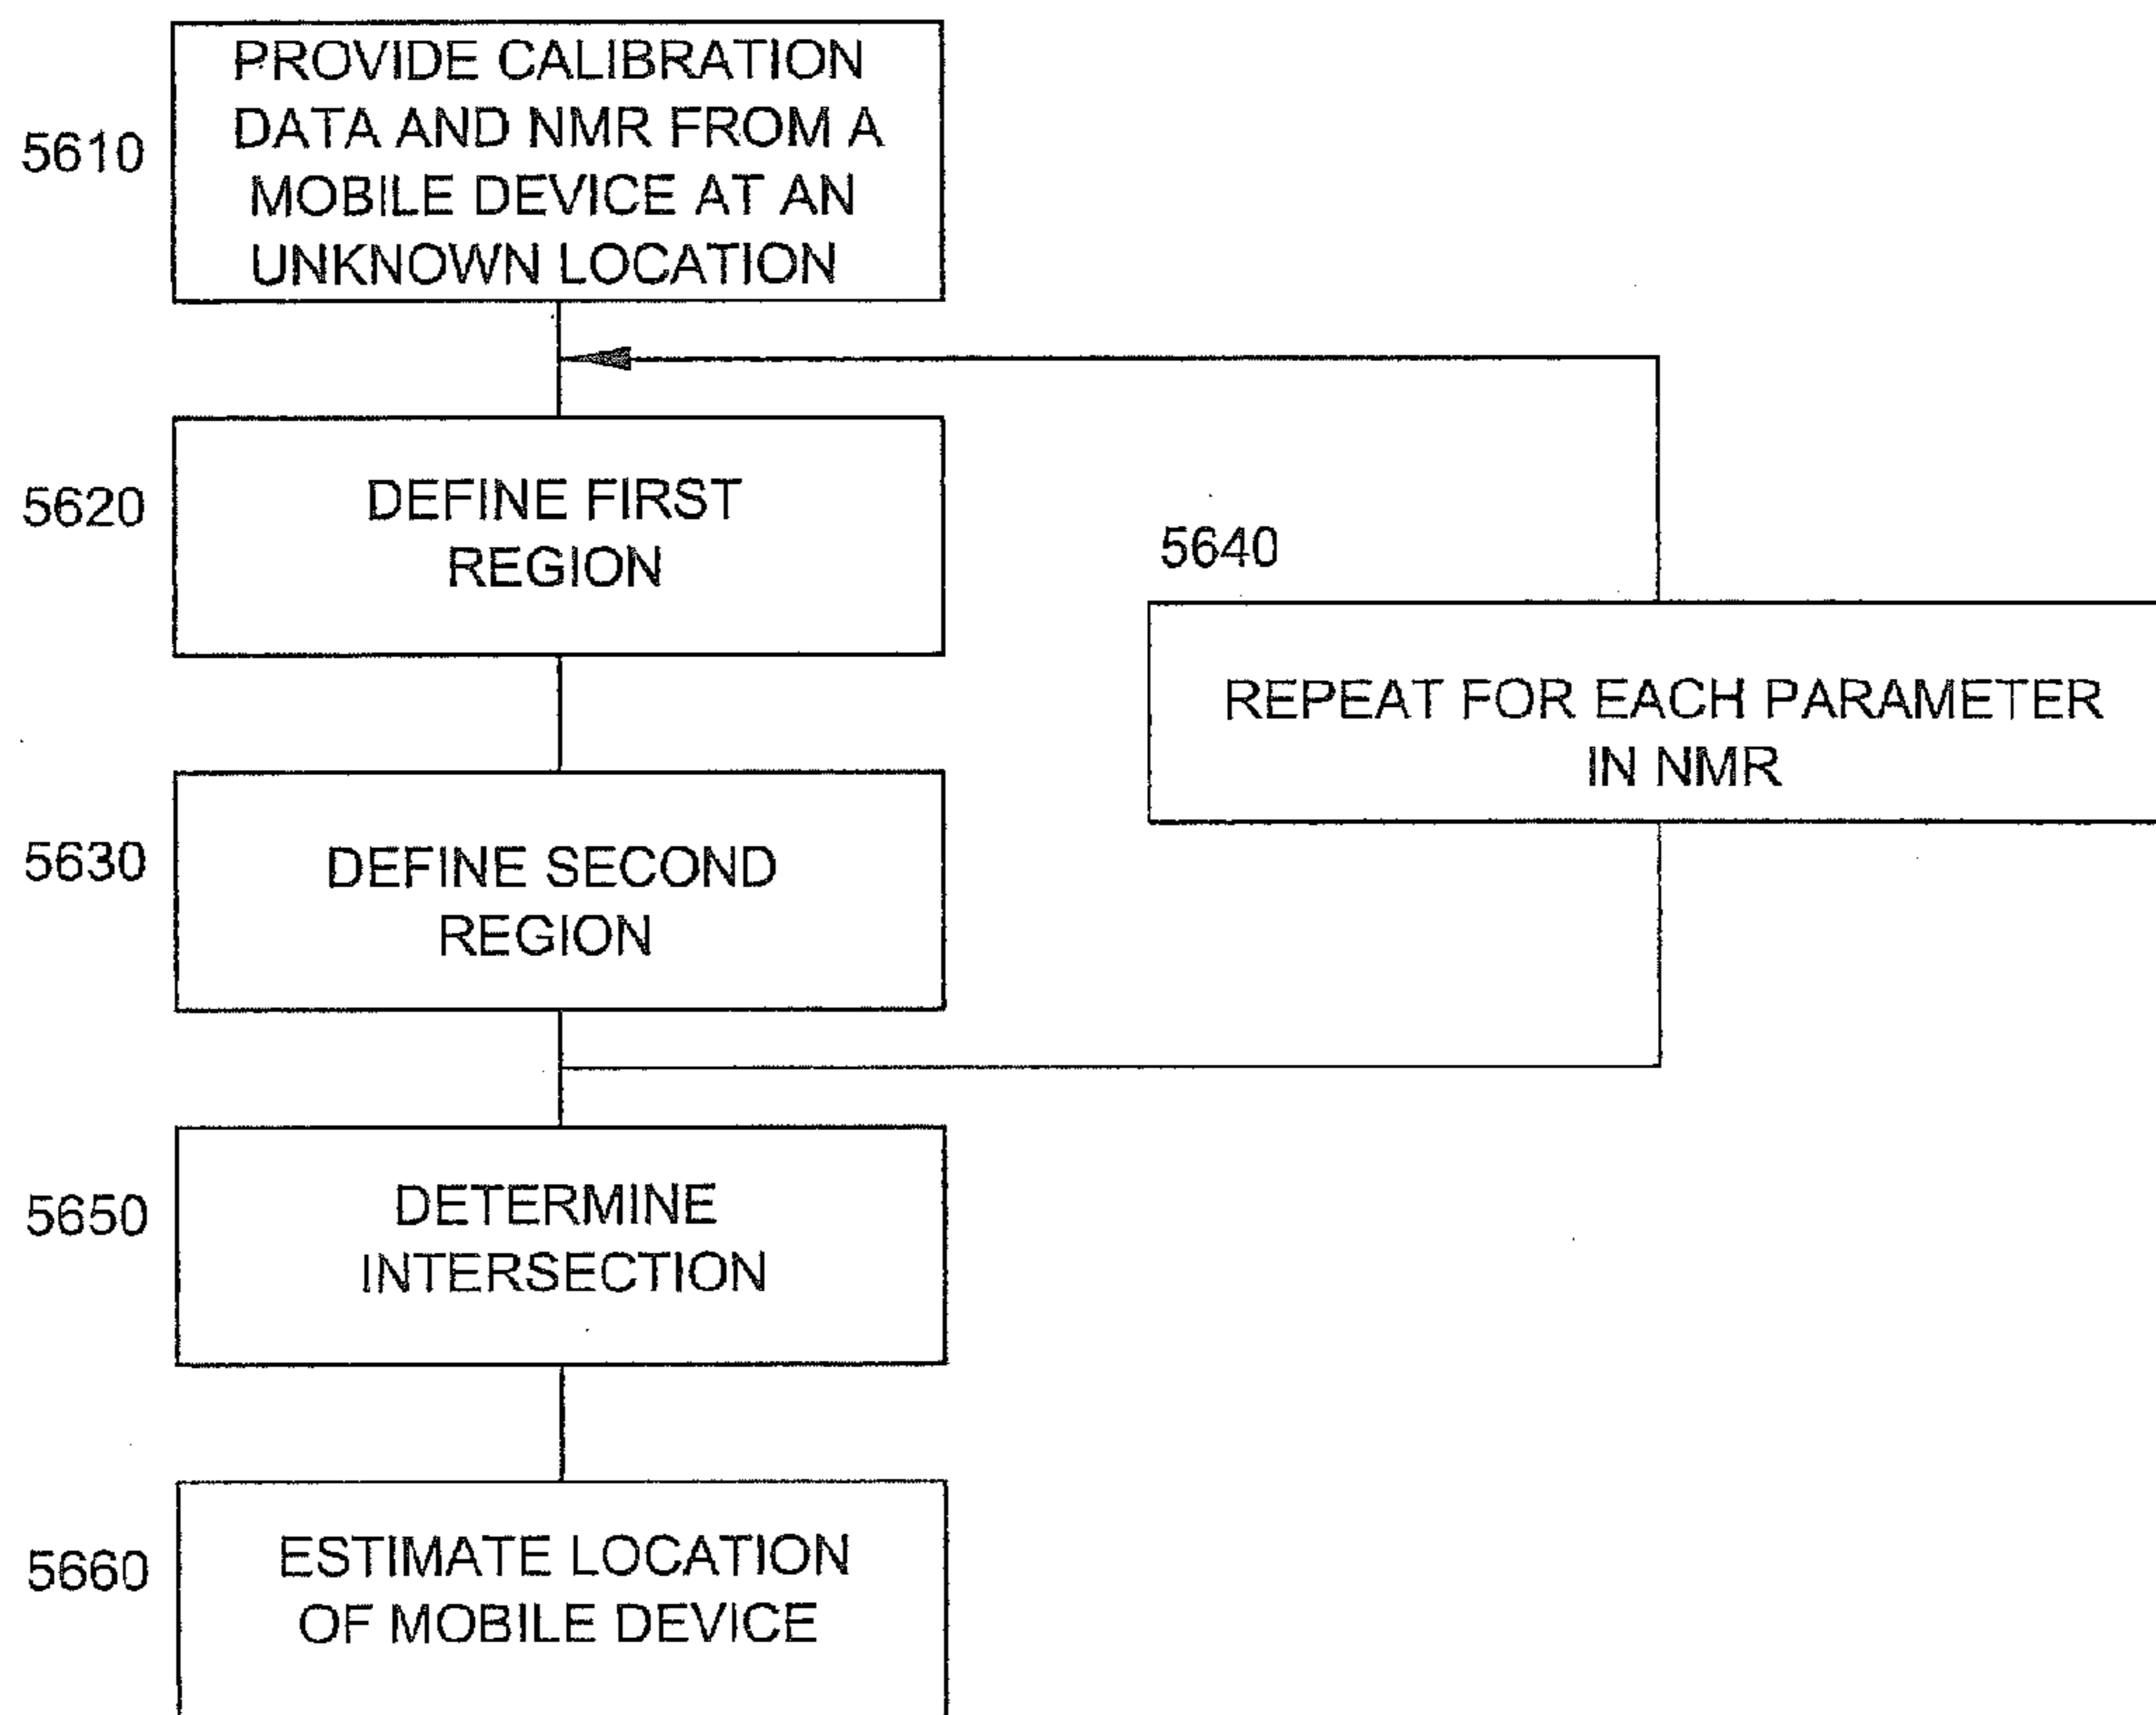 5610
PROVIDE CALIBRATION
DATA AND NMR FROM A
MOBILE DEVICE AT AN
UNKNOWN LOCATION
5620
DEFINE FIRST
REGION
5640
REPEAT FOR EACH PARAMETER
IN NMR
5630
DEFINE SECOND
REGION
5650
DETERMINE
INTERSECTION
5660
ESTIMATE LOCATION
OF MOBILE DEVICE